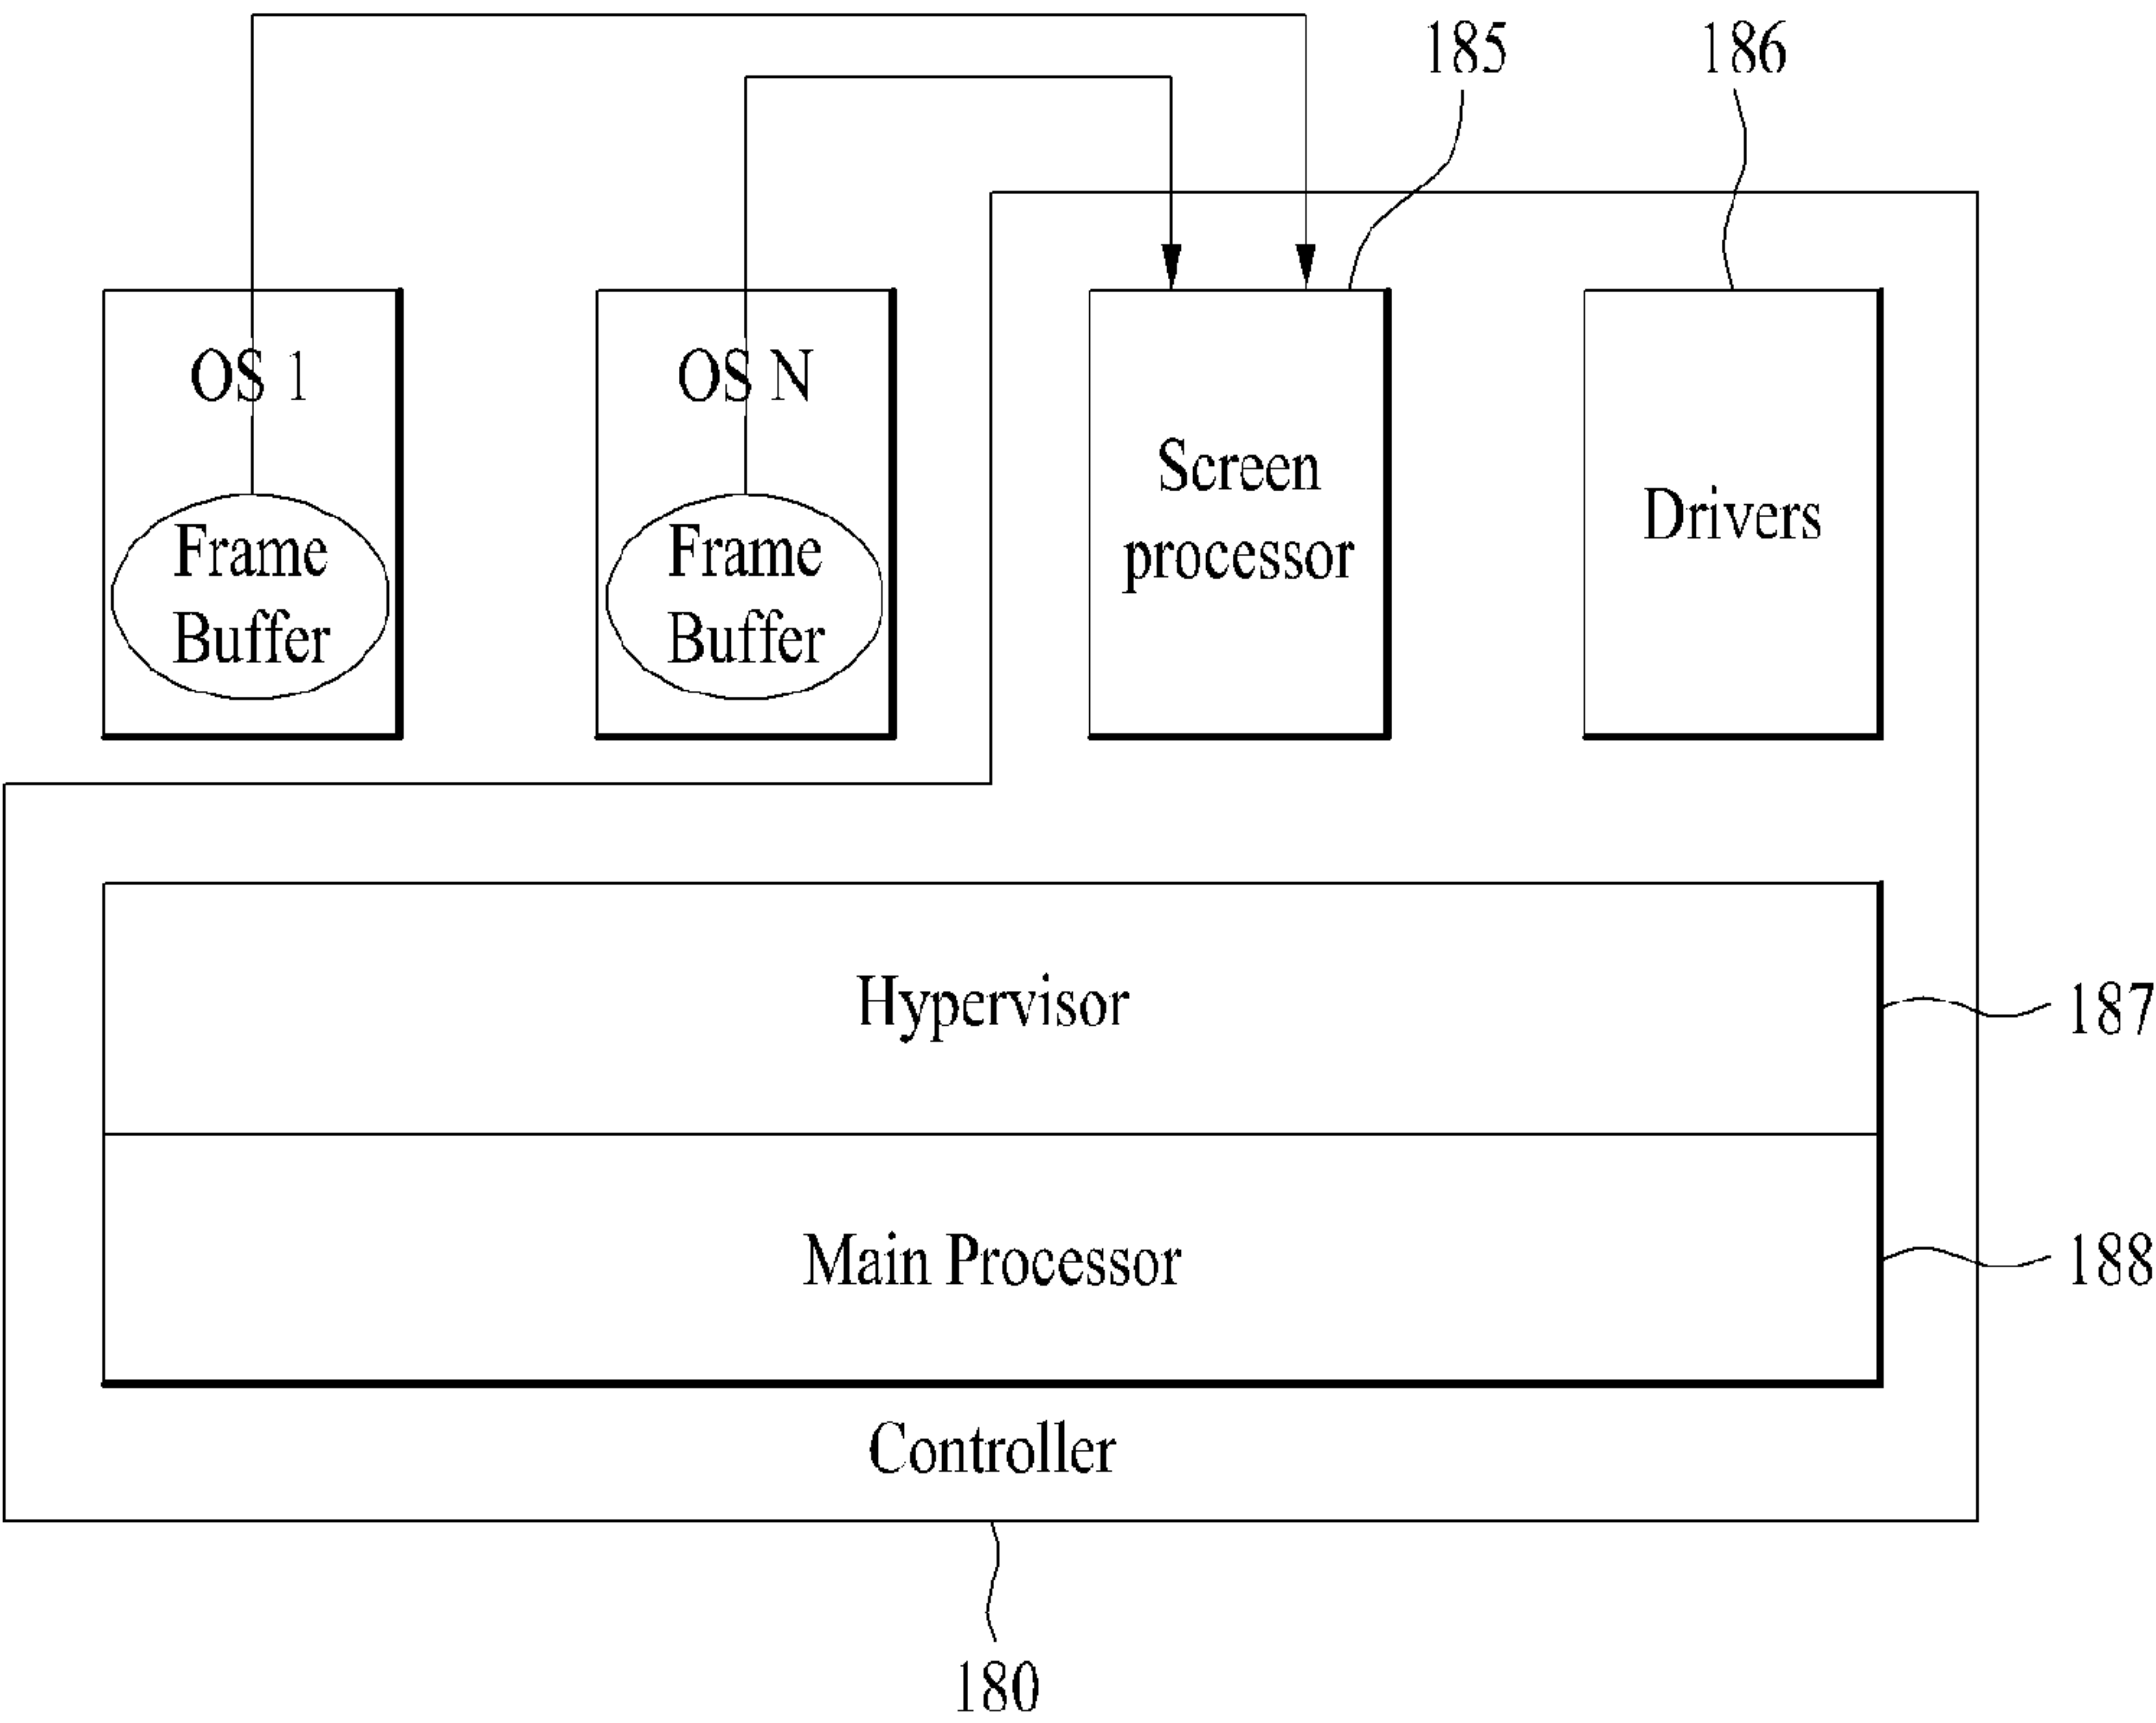 185
186
OS 1
OS N
Screen
processor
Drivers
Frame
Buffer
Frame
Buffer
Hypervisor
187
Main Processor
188
Controller
180